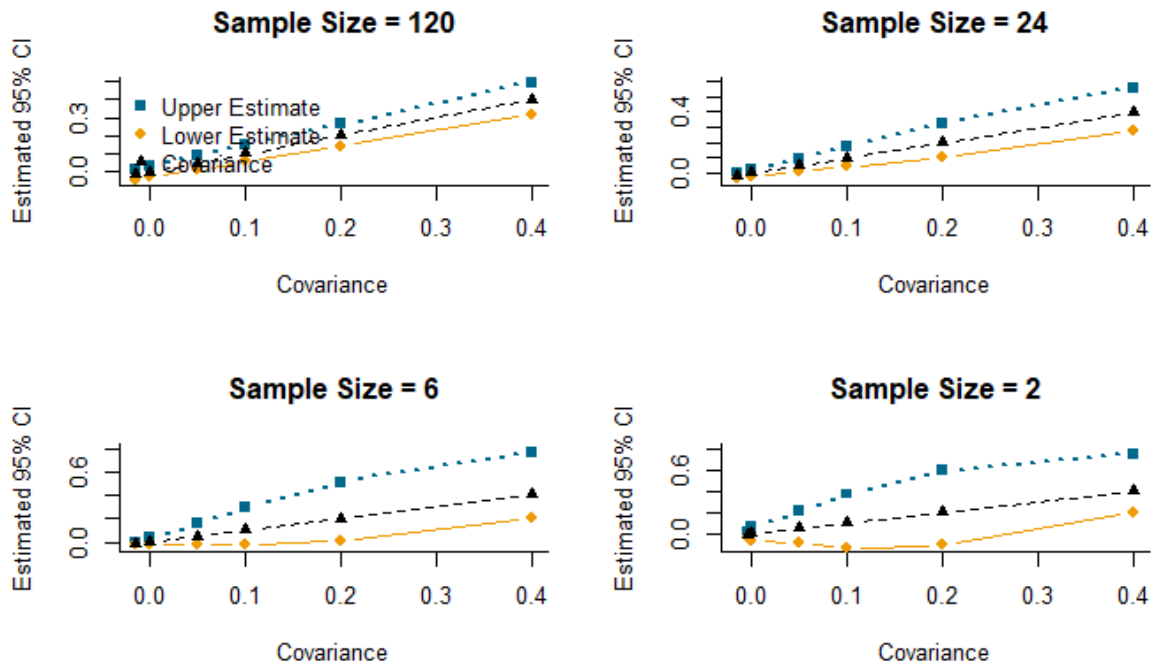 Sample Size = 120
Estimated 95% CI
0.3
0.0
Upper Estimate
Lower Estimate
Covariance
0.0 0.1 0.2 0.3 0.4
Covariance
Sample Size = 24
Estimated 95% CI
0.4
0.0
0.0 0.1 0.2 0.3 0.4
Covariance
Sample Size = 6
Estimated 95% CI
0.6
0.0
0.0 0.1 0.2 0.3 0.4
Covariance
Sample Size = 2
Estimated 95% CI
0.6
0.0
0.0 0.1 0.2 0.3 0.4
Covariance